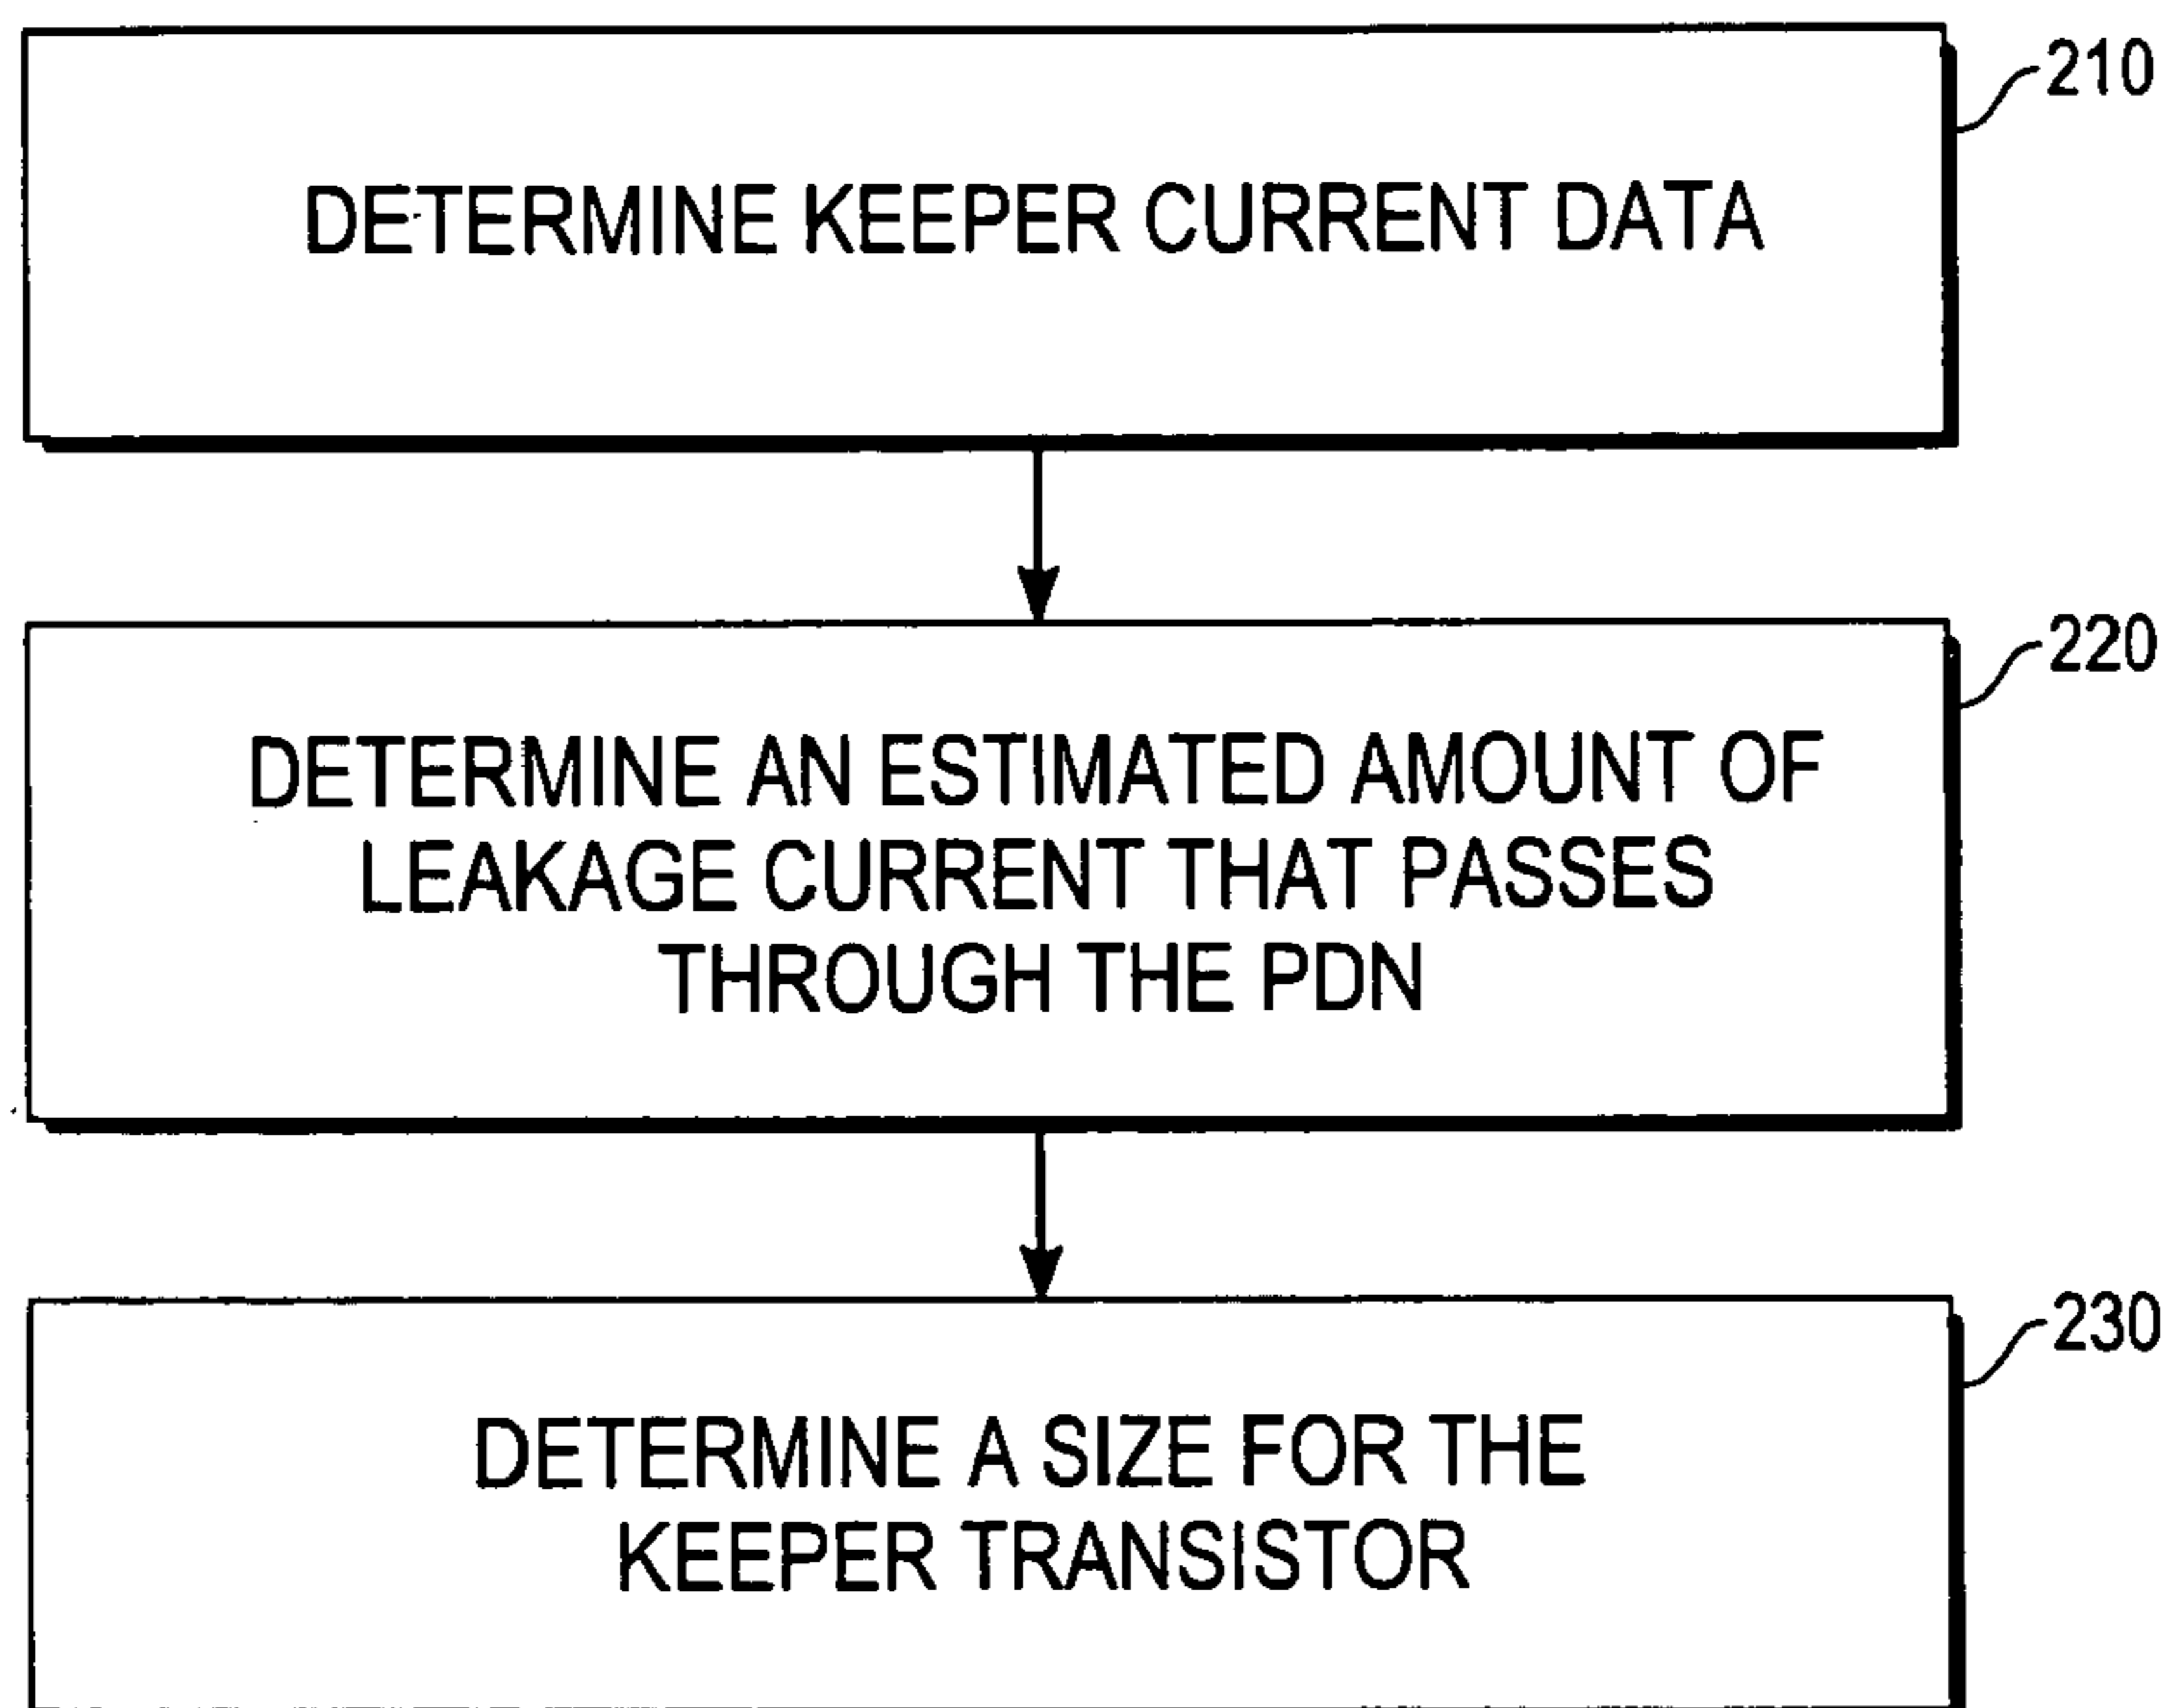 210
DETERMINE KEEPER CURRENT DATA
220
DETERMINE AN ESTIMATED AMOUNT OF
LEAKAGE CURRENT THAT PASSES
THROUGH THE PDN
230
DETERMINE A SIZE FOR THE
KEEPER TRANSISTOR